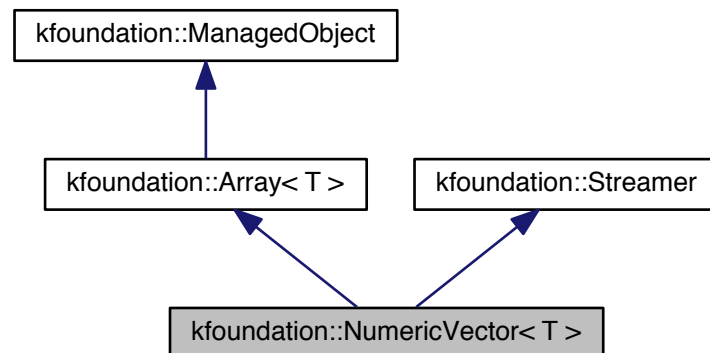 kfoundation::ManagedObject
kfoundation::Array< T >
kfoundation::Streamer
kfoundation::NumericVector< T >